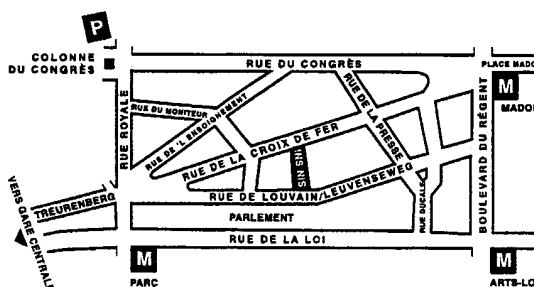 P
COLONNE
DU CONGRÈS
RUE DU CONGRÈS
PLACE MADO
M
MADO
RUE DU MONITEUR
RUE DE 'L ENSOIGNEMENT
RUE DE LA PRESSE
RUE ROYALE
RUE DE LA CROIX DE FER
SIN SIN
BOULEVARD DU RÉGENT
TREURENBERG
RUE DE LOUVAIN/LEUVENSEWEG
RUE DUCALE
VERS GARE CENTRALE
PARLEMENT
RUE DE LA LOI
M
PARC
M
ARTS-LO